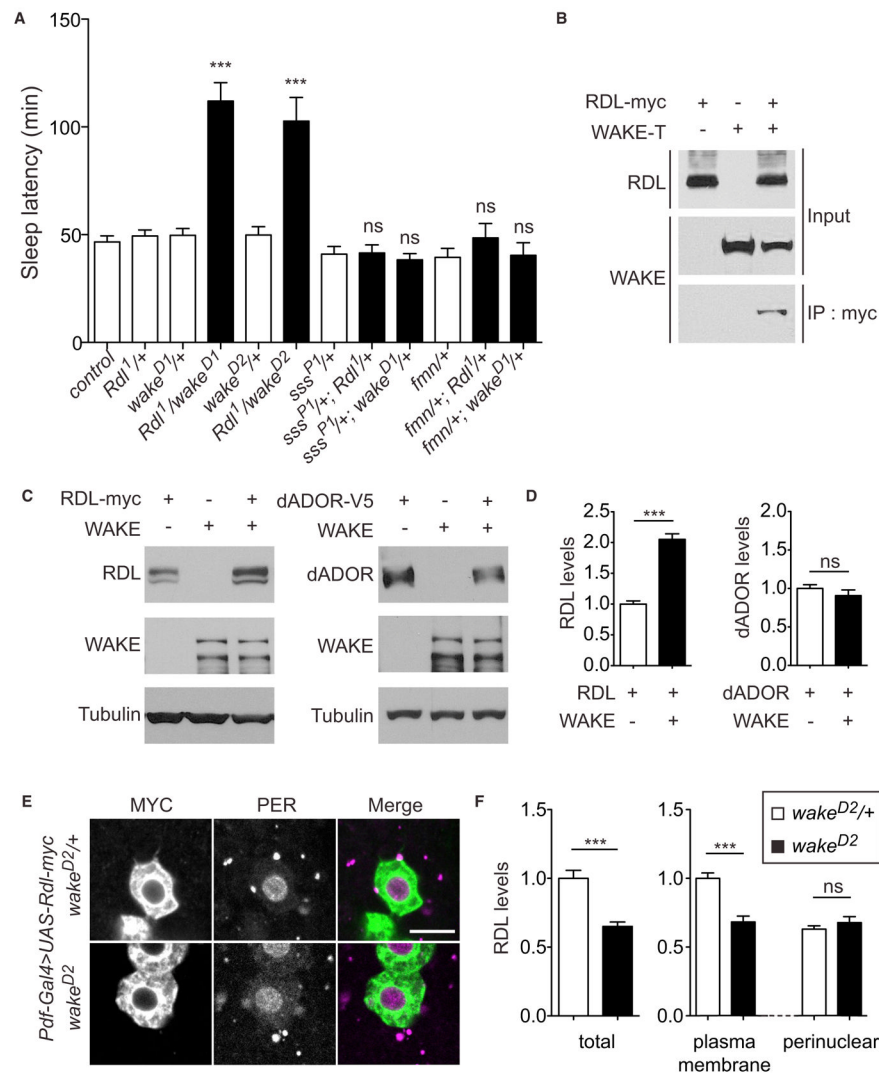 A
Sleep latency (min)
150
100
50
0
***
***
ns
ns
ns
ns
control
Rdl¹/+
wakeᴰ¹/+
Rdl¹/wakeᴰ¹
wakeᴰ²/+
Rdl¹/wakeᴰ²
sssᴾ¹/+
sssᴾ¹/+; Rdl¹/+
sssᴾ¹/+; wakeᴰ¹/+
fmn/+
fmn/+; Rdl¹/+
fmn/+; wakeᴰ¹/+
B
RDL-myc + - +
WAKE-T - + +
RDL
WAKE
Input
IP : myc
C
RDL-myc + - +
WAKE - + +
RDL
WAKE
Tubulin
dADOR-V5 + - +
WAKE - + +
dADOR
WAKE
Tubulin
D
RDL levels
2.5
2.0
1.5
1.0
0.5
0.0
***
RDL + +
WAKE - +
dADOR levels
2.0
1.5
1.0
0.5
0.0
ns
dADOR + +
WAKE - +
E
MYC PER Merge
Pdf-Gal4>UAS-Rdl-myc
wakeᴰ²/+
wakeᴰ²
F
RDL levels
1.5
1.0
0.5
0.0
***
total
1.5
1.0
0.5
0.0
***
ns
plasma membrane
perinuclear
wakeᴰ²/+
wakeᴰ²